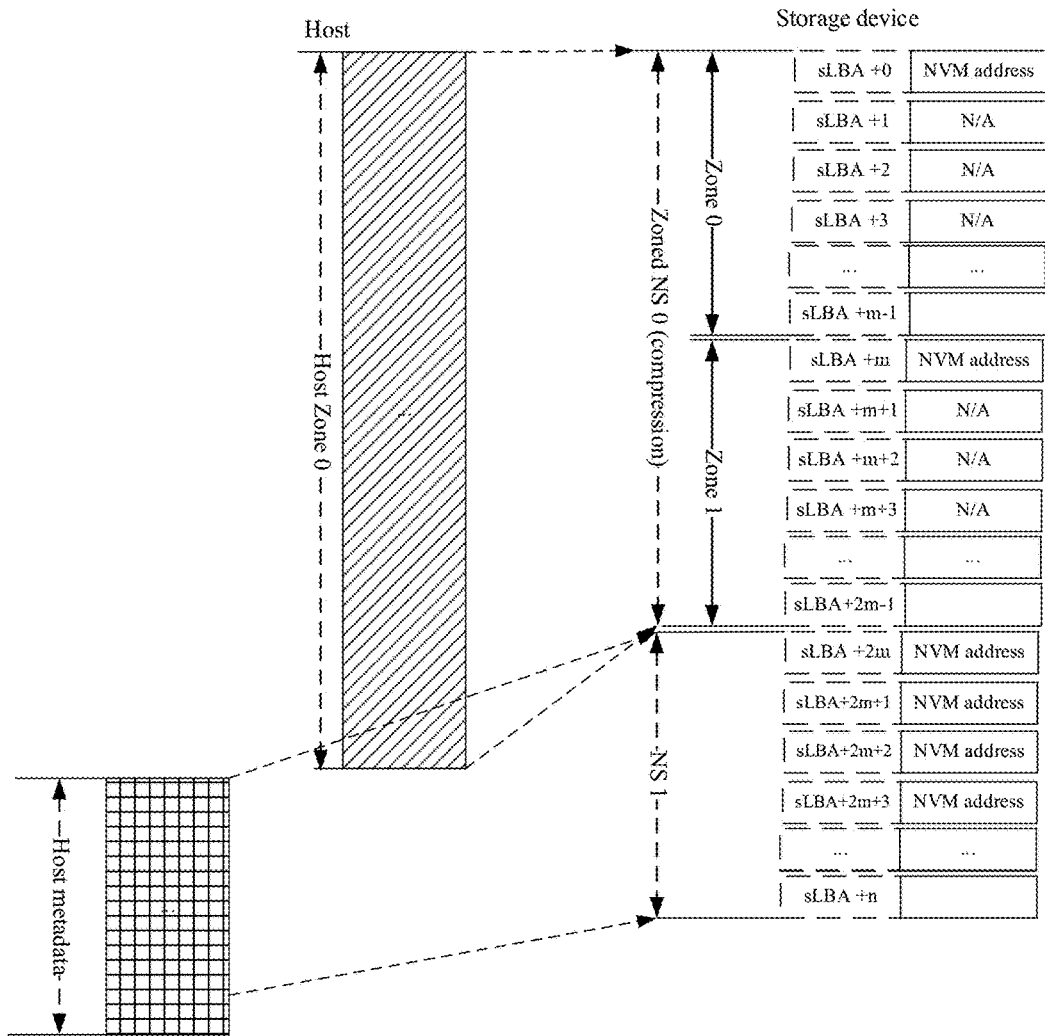 Storage device
Host
sLBA +0 NVM address
sLBA +1 N/A
sLBA +2 N/A
sLBA +3 N/A
... ...
sLBA +m-1
sLBA +m NVM address
sLBA +m+1 N/A
sLBA +m+2 N/A
sLBA +m+3 N/A
... ...
sLBA+2m-1
sLBA +2m NVM address
sLBA+2m+1 NVM address
sLBA+2m+2 NVM address
sLBA+2m+3 NVM address
... ...
sLBA +n
Zone 0
Zone 1
Zoned NS 0 (compression)
NS 1
Host Zone 0
...
Host metadata
...